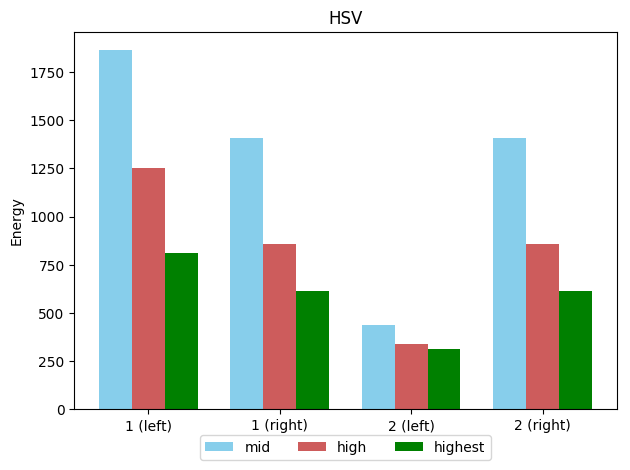 HSV
Energy
1750
1500
1250
1000
750
500
250
0
1 (left) 1 (right) 2 (left) 2 (right)
mid high highest